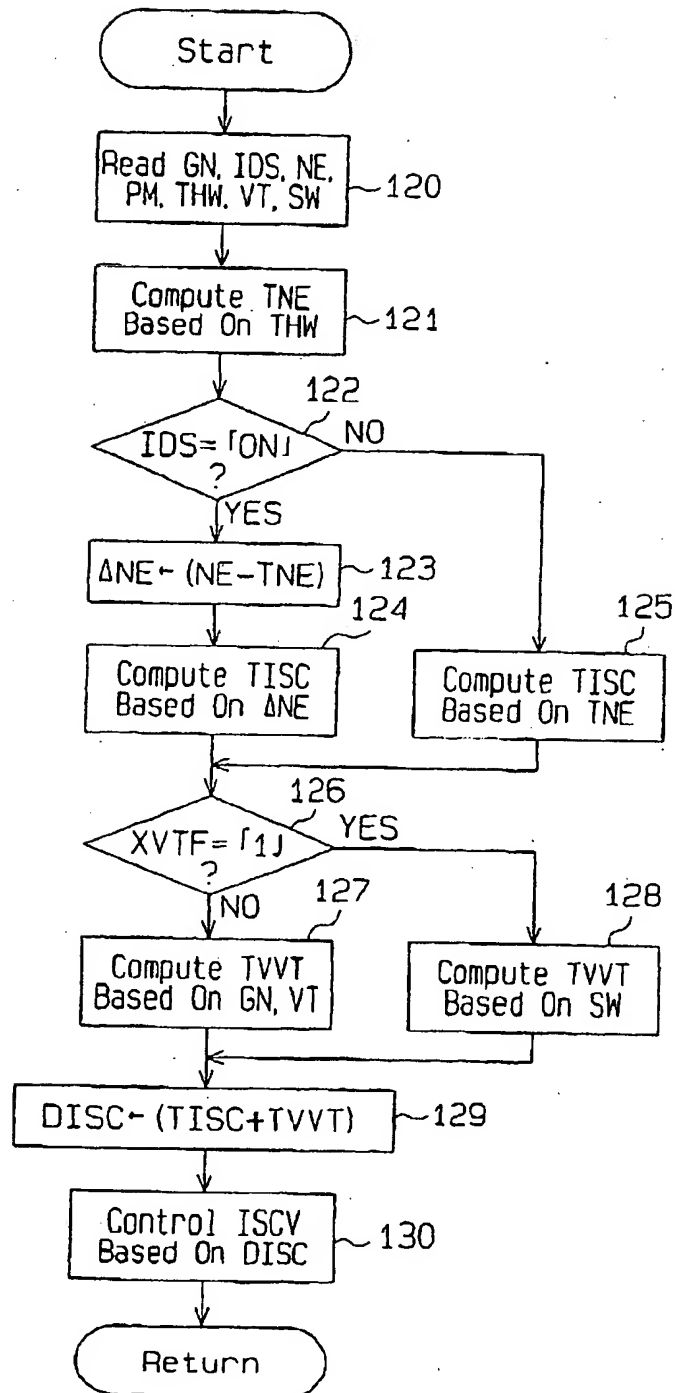 Start
Read GN, IDS, NE,
PM, THW, VT, SW
120
Compute TNE
Based On THW
121
122
IDS=「ON」
?
NO
YES
ΔNE←(NE-TNE)
123
124
Compute TISC
Based On ΔNE
125
Compute TISC
Based On TNE
126
XVTF=「1」
?
YES
NO
127
Compute TVVT
Based On GN, VT
128
Compute TVVT
Based On SW
DISC←(TISC+TVVT)
129
Control ISCV
Based On DISC
130
Return